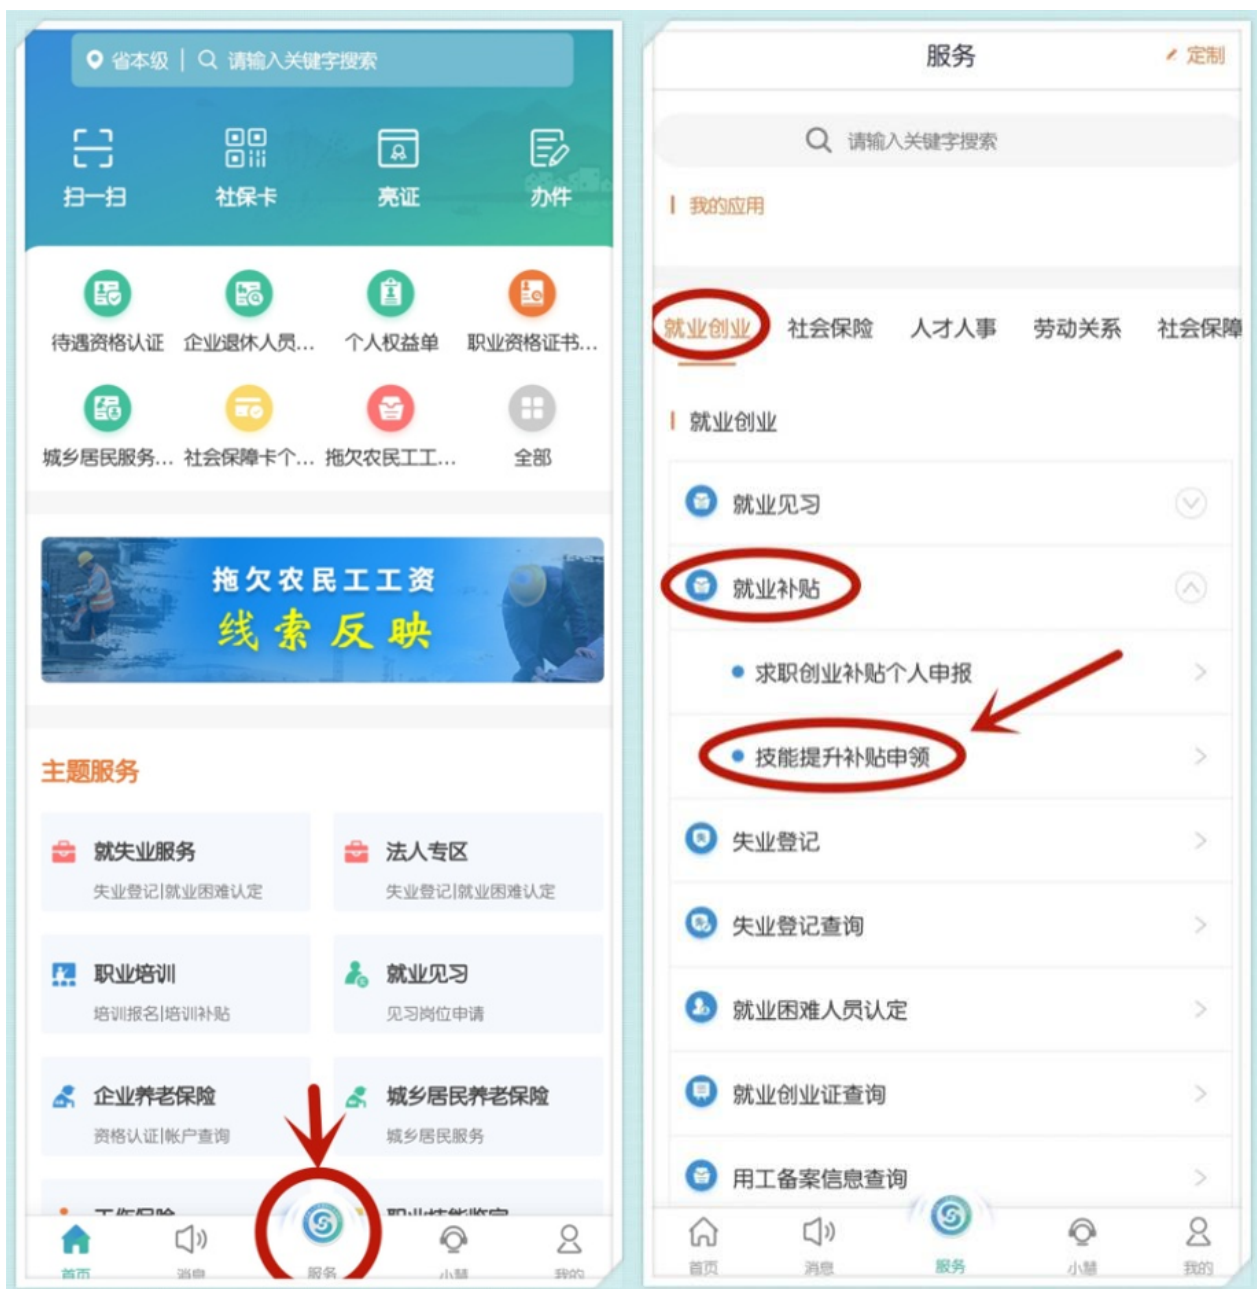 省本级 | 请输入关键字搜索
扫一扫 社保卡 亮证 办件
待遇资格认证 企业退休人员... 个人权益单 职业资格证书...
城乡居民服务... 社会保障卡个... 拖欠农民工工... 全部
拖欠农民工工资
线索反映
主题服务
就失业服务 法人专区
失业登记|就业困难认定 失业登记|就业困难认定
职业培训 就业见习
培训报名|培训补贴 见习岗位申请
企业养老保险 城乡居民养老保险
资格认证|帐户查询 城乡居民服务
首页 消息 服务 小慧 我的
服务 定制
请输入关键字搜索
我的应用
就业创业 社会保险 人才人事 劳动关系 社会保障
就业创业
就业见习
就业补贴
求职创业补贴个人申报
技能提升补贴申领
失业登记
失业登记查询
就业困难人员认定
就业创业证查询
用工备案信息查询
首页 消息 服务 小慧 我的